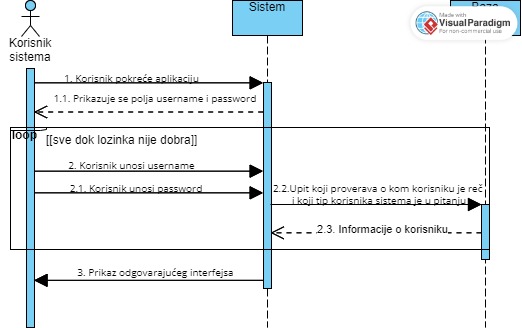 Sistem
Made with
Visual Paradigm
For non-commercial use
Korisnik
sistema
1. Korisnik pokreće aplikaciju
1.1. Prikazuje se polja username i password
loop
[[sve dok lozinka nije dobra]]
2. Korisnik unosi username
2.1. Korisnik unosi password
2.2.Upit koji proverava o kom korisniku je reč
i koji tip korisnika sistema je u pitanju
2.3. Informacije o korisniku
3. Prikaz odgovarajućeg interfejsa